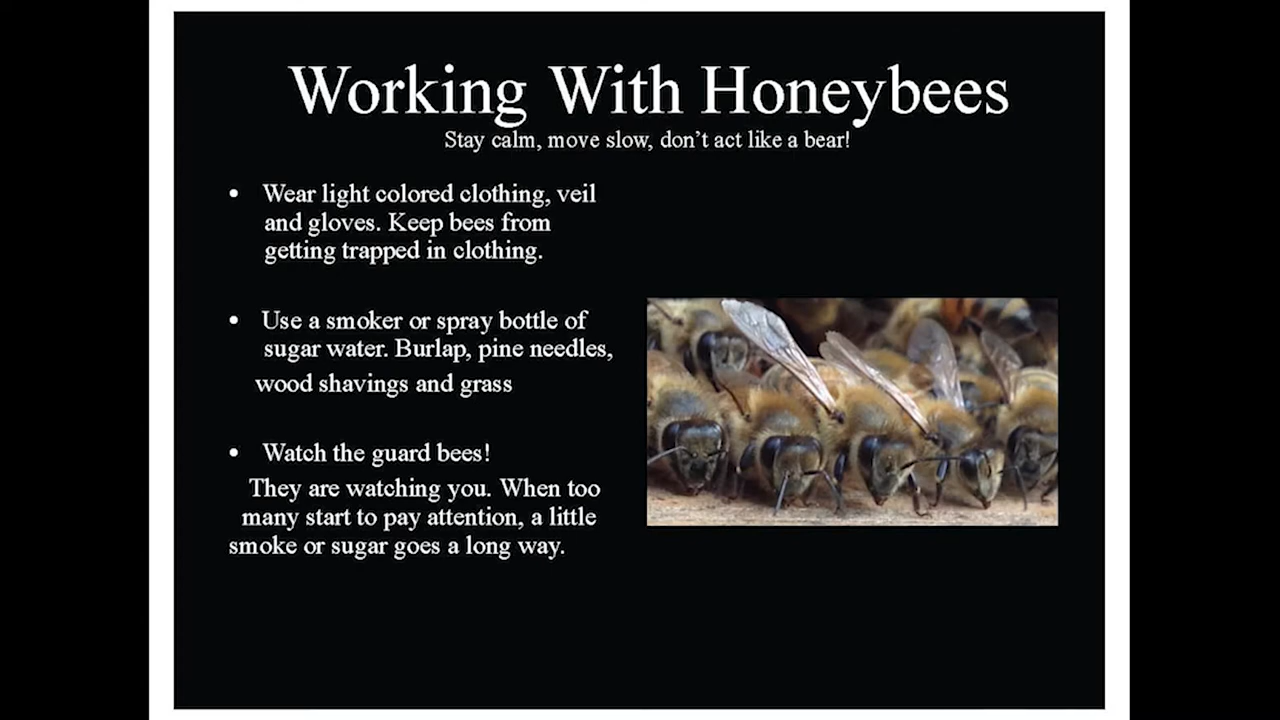 Working With Honeybees
Stay calm, move slow, don't act like a bear!
• Wear light colored clothing, veil
and gloves. Keep bees from
getting trapped in clothing.
• Use a smoker or spray bottle of
sugar water. Burlap, pine needles,
wood shavings and grass
• Watch the guard bees!
They are watching you. When too
many start to pay attention, a little
smoke or sugar goes a long way.